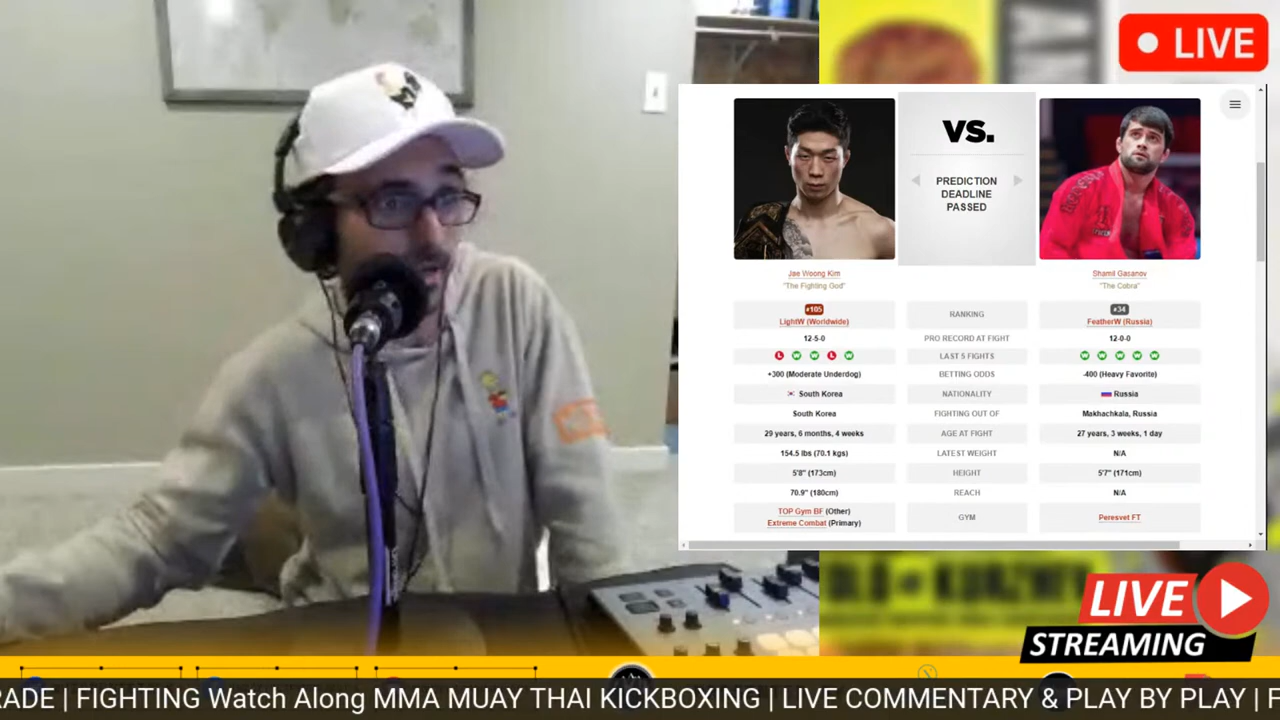 LIVE
VS.
PREDICTION
DEADLINE
PASSED
Jae Woong Kim
"The Fighting God"
Shamil Gasanov
"The Cobra"
#105
LightW (Worldwide)
RANKING
#34
FeatherW (Russia)
12-5-0
PRO RECORD AT FIGHT
12-0-0
L W W L W
LAST 5 FIGHTS
W W W W W
+300 (Moderate Underdog)
BETTING ODDS
-400 (Heavy Favorite)
South Korea
NATIONALITY
Russia
South Korea
FIGHTING OUT OF
Makhachkala, Russia
29 years, 6 months, 4 weeks
AGE AT FIGHT
27 years, 3 weeks, 1 day
154.5 lbs (70.1 kgs)
LATEST WEIGHT
N/A
5'8" (173cm)
HEIGHT
5'7" (171cm)
70.9" (180cm)
REACH
N/A
TOP Gym BF (Other)
Extreme Combat (Primary)
GYM
Peresvet FT
LIVE
STREAMING
RADE | FIGHTING Watch Along MMA MUAY THAI KICKBOXING | LIVE COMMENTARY & PLAY BY PLAY | F